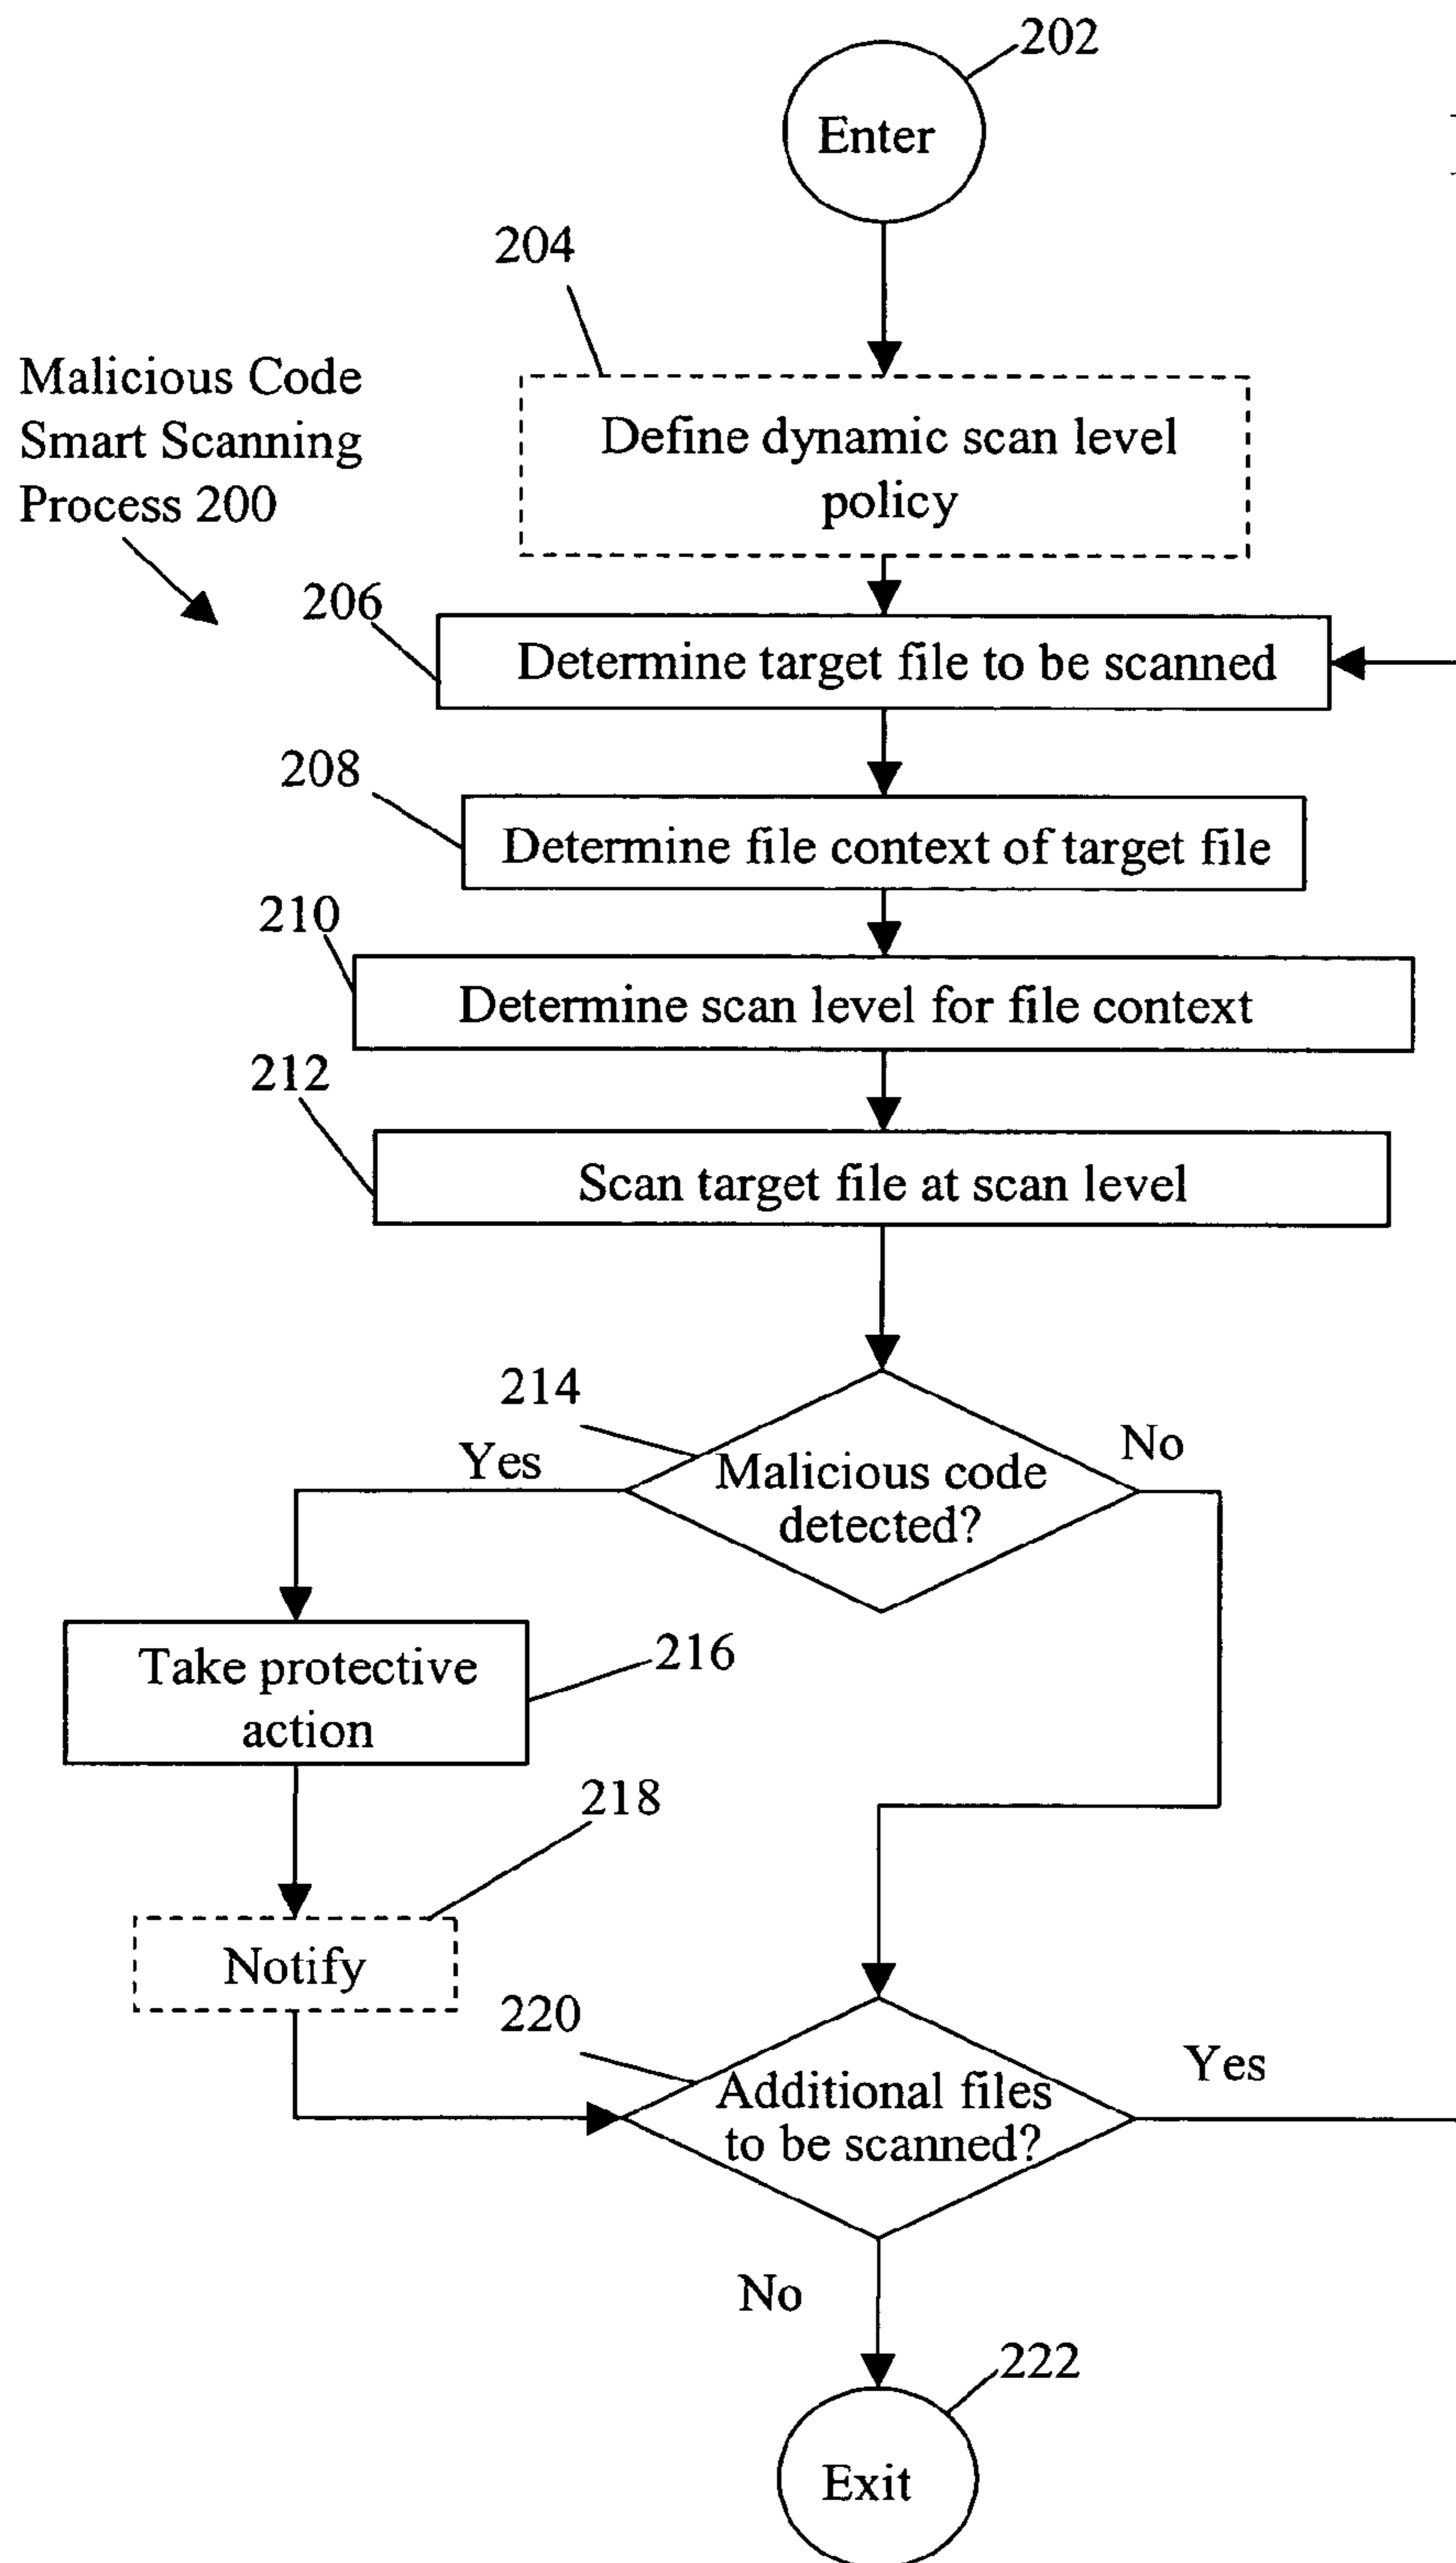 202
Enter
204
Malicious Code
Smart Scanning
Process 200
Define dynamic scan level
policy
206
Determine target file to be scanned
208
Determine file context of target file
210
Determine scan level for file context
212
Scan target file at scan level
214
Yes
No
Malicious code
detected?
Take protective
action
216
218
Notify
220
Yes
Additional files
to be scanned?
No
222
Exit